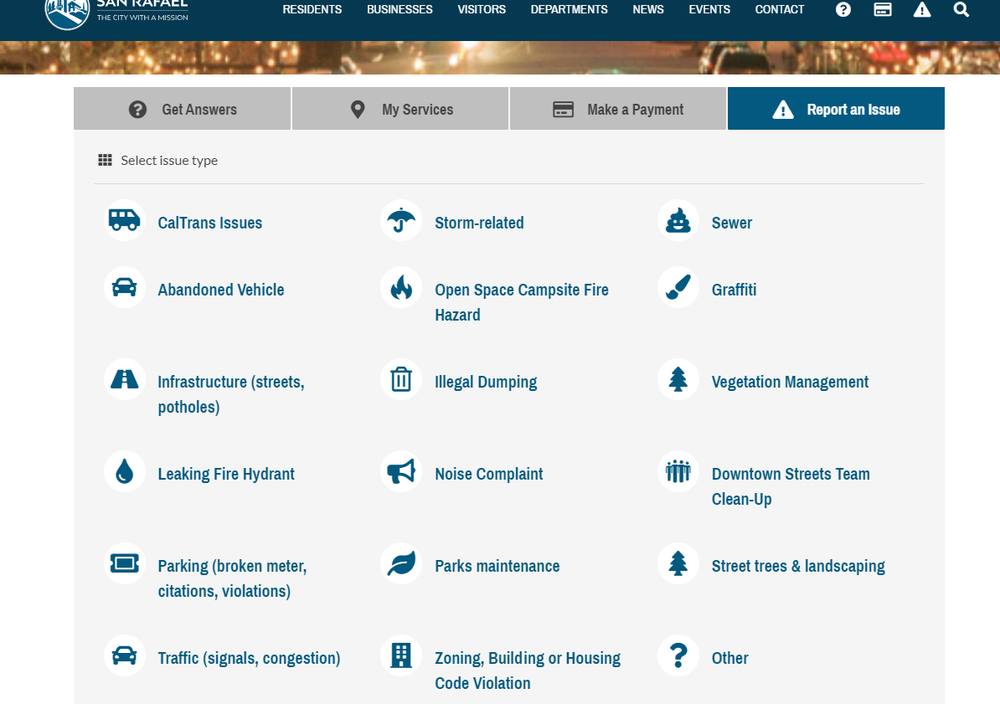 SAN RAFAEL
THE CITY WITH A MISSION
RESIDENTS BUSINESSES VISITORS DEPARTMENTS NEWS EVENTS CONTACT
Get Answers My Services Make a Payment Report an Issue
Select issue type
CalTrans Issues Storm-related Sewer
Abandoned Vehicle Open Space Campsite Fire Graffiti
Hazard
Infrastructure (streets, Illegal Dumping Vegetation Management
potholes)
Leaking Fire Hydrant Noise Complaint Downtown Streets Team
Clean-Up
Parking (broken meter, Parks maintenance Street trees & landscaping
citations, violations)
Traffic (signals, congestion) Zoning, Building or Housing Other
Code Violation